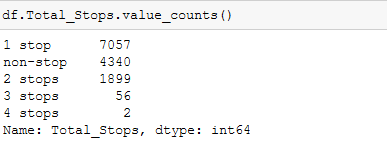 df.Total_Stops.value_counts()
1 stop 7057
non-stop 4340
2 stops 1899
3 stops 56
4 stops 2
Name: Total_Stops, dtype: int64